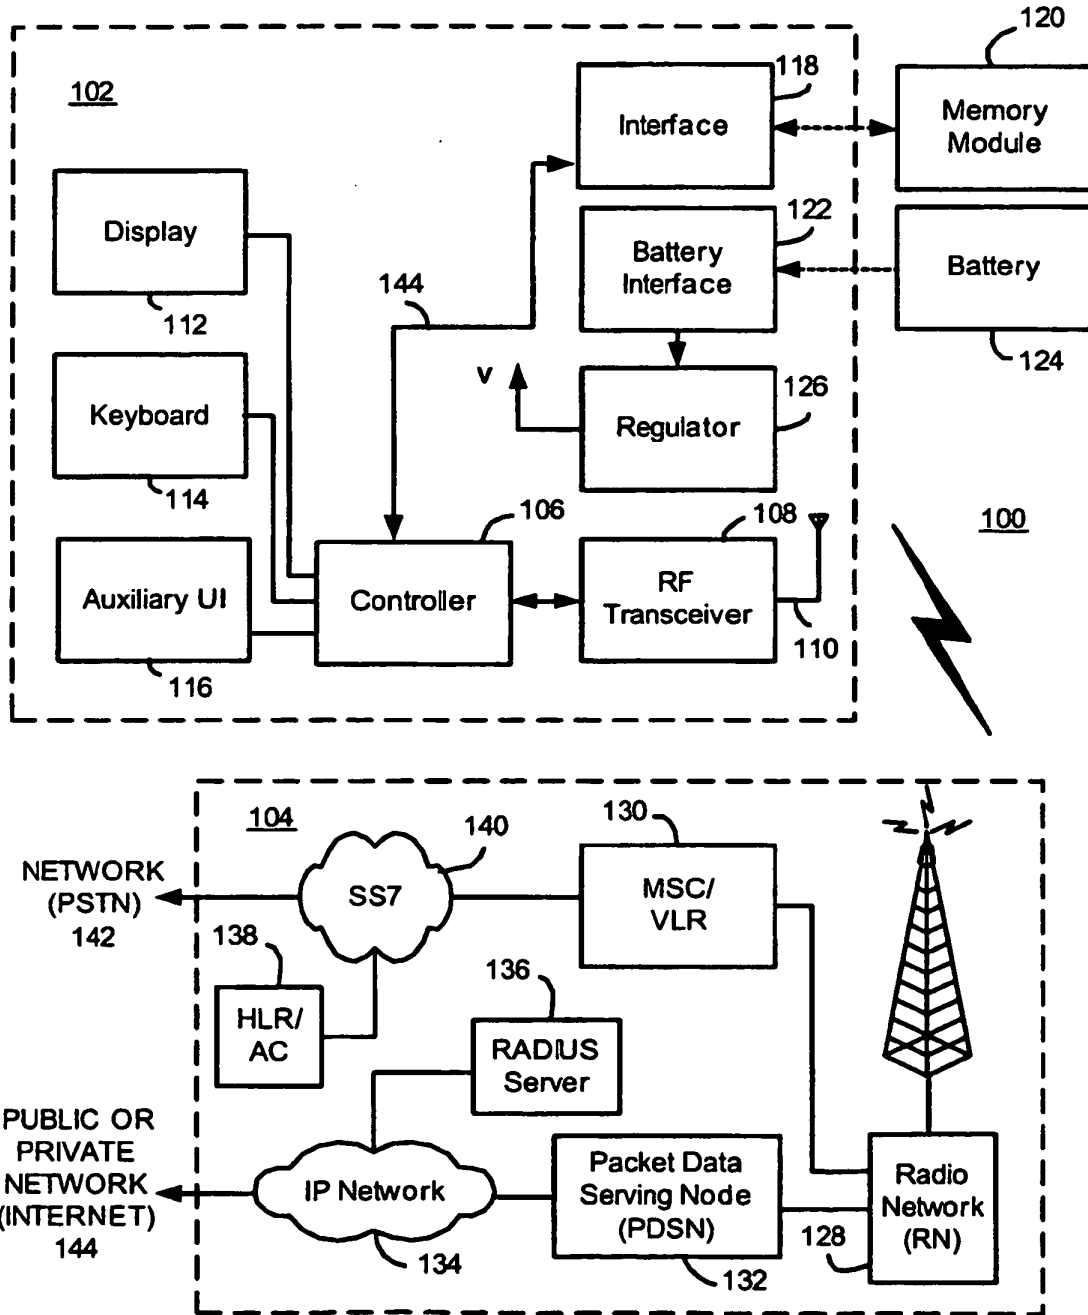 120
102
118
Interface
Memory
Module
Display
112
122
Battery
Interface
Battery
124
144
V
Keyboard
114
126
Regulator
106
108
100
Auxiliary UI
116
Controller
RF
Transceiver
110
104
140
130
NETWORK
(PSTN)
142
SS7
MSC/
VLR
138
HLR/
AC
136
RADIUS
Server
PUBLIC OR
PRIVATE
NETWORK
(INTERNET)
144
IP Network
134
Packet Data
Serving Node
(PDSN)
132
128
Radio
Network
(RN)